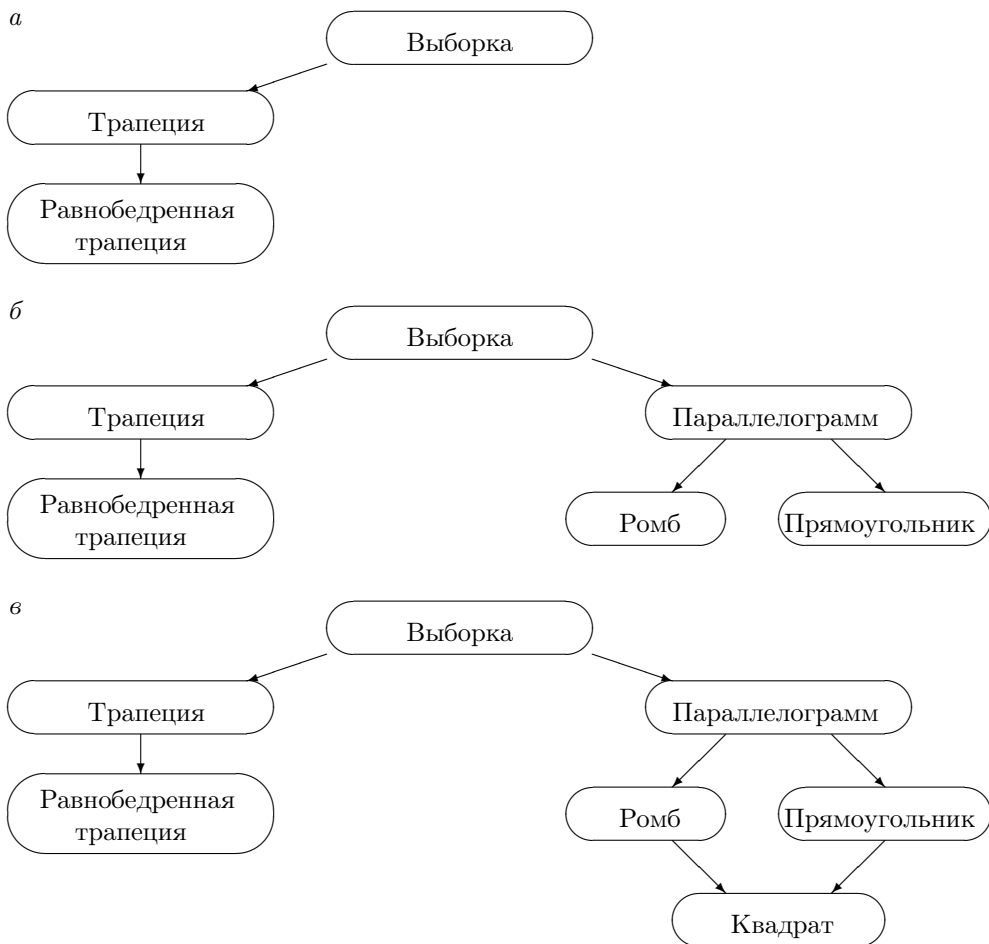 а
Выборка
Трапеция
Равнобедренная
трапеция
б
Выборка
Трапеция
Параллелограмм
Равнобедренная
трапеция
Ромб
Прямоугольник
в
Выборка
Трапеция
Параллелограмм
Равнобедренная
трапеция
Ромб
Прямоугольник
Квадрат